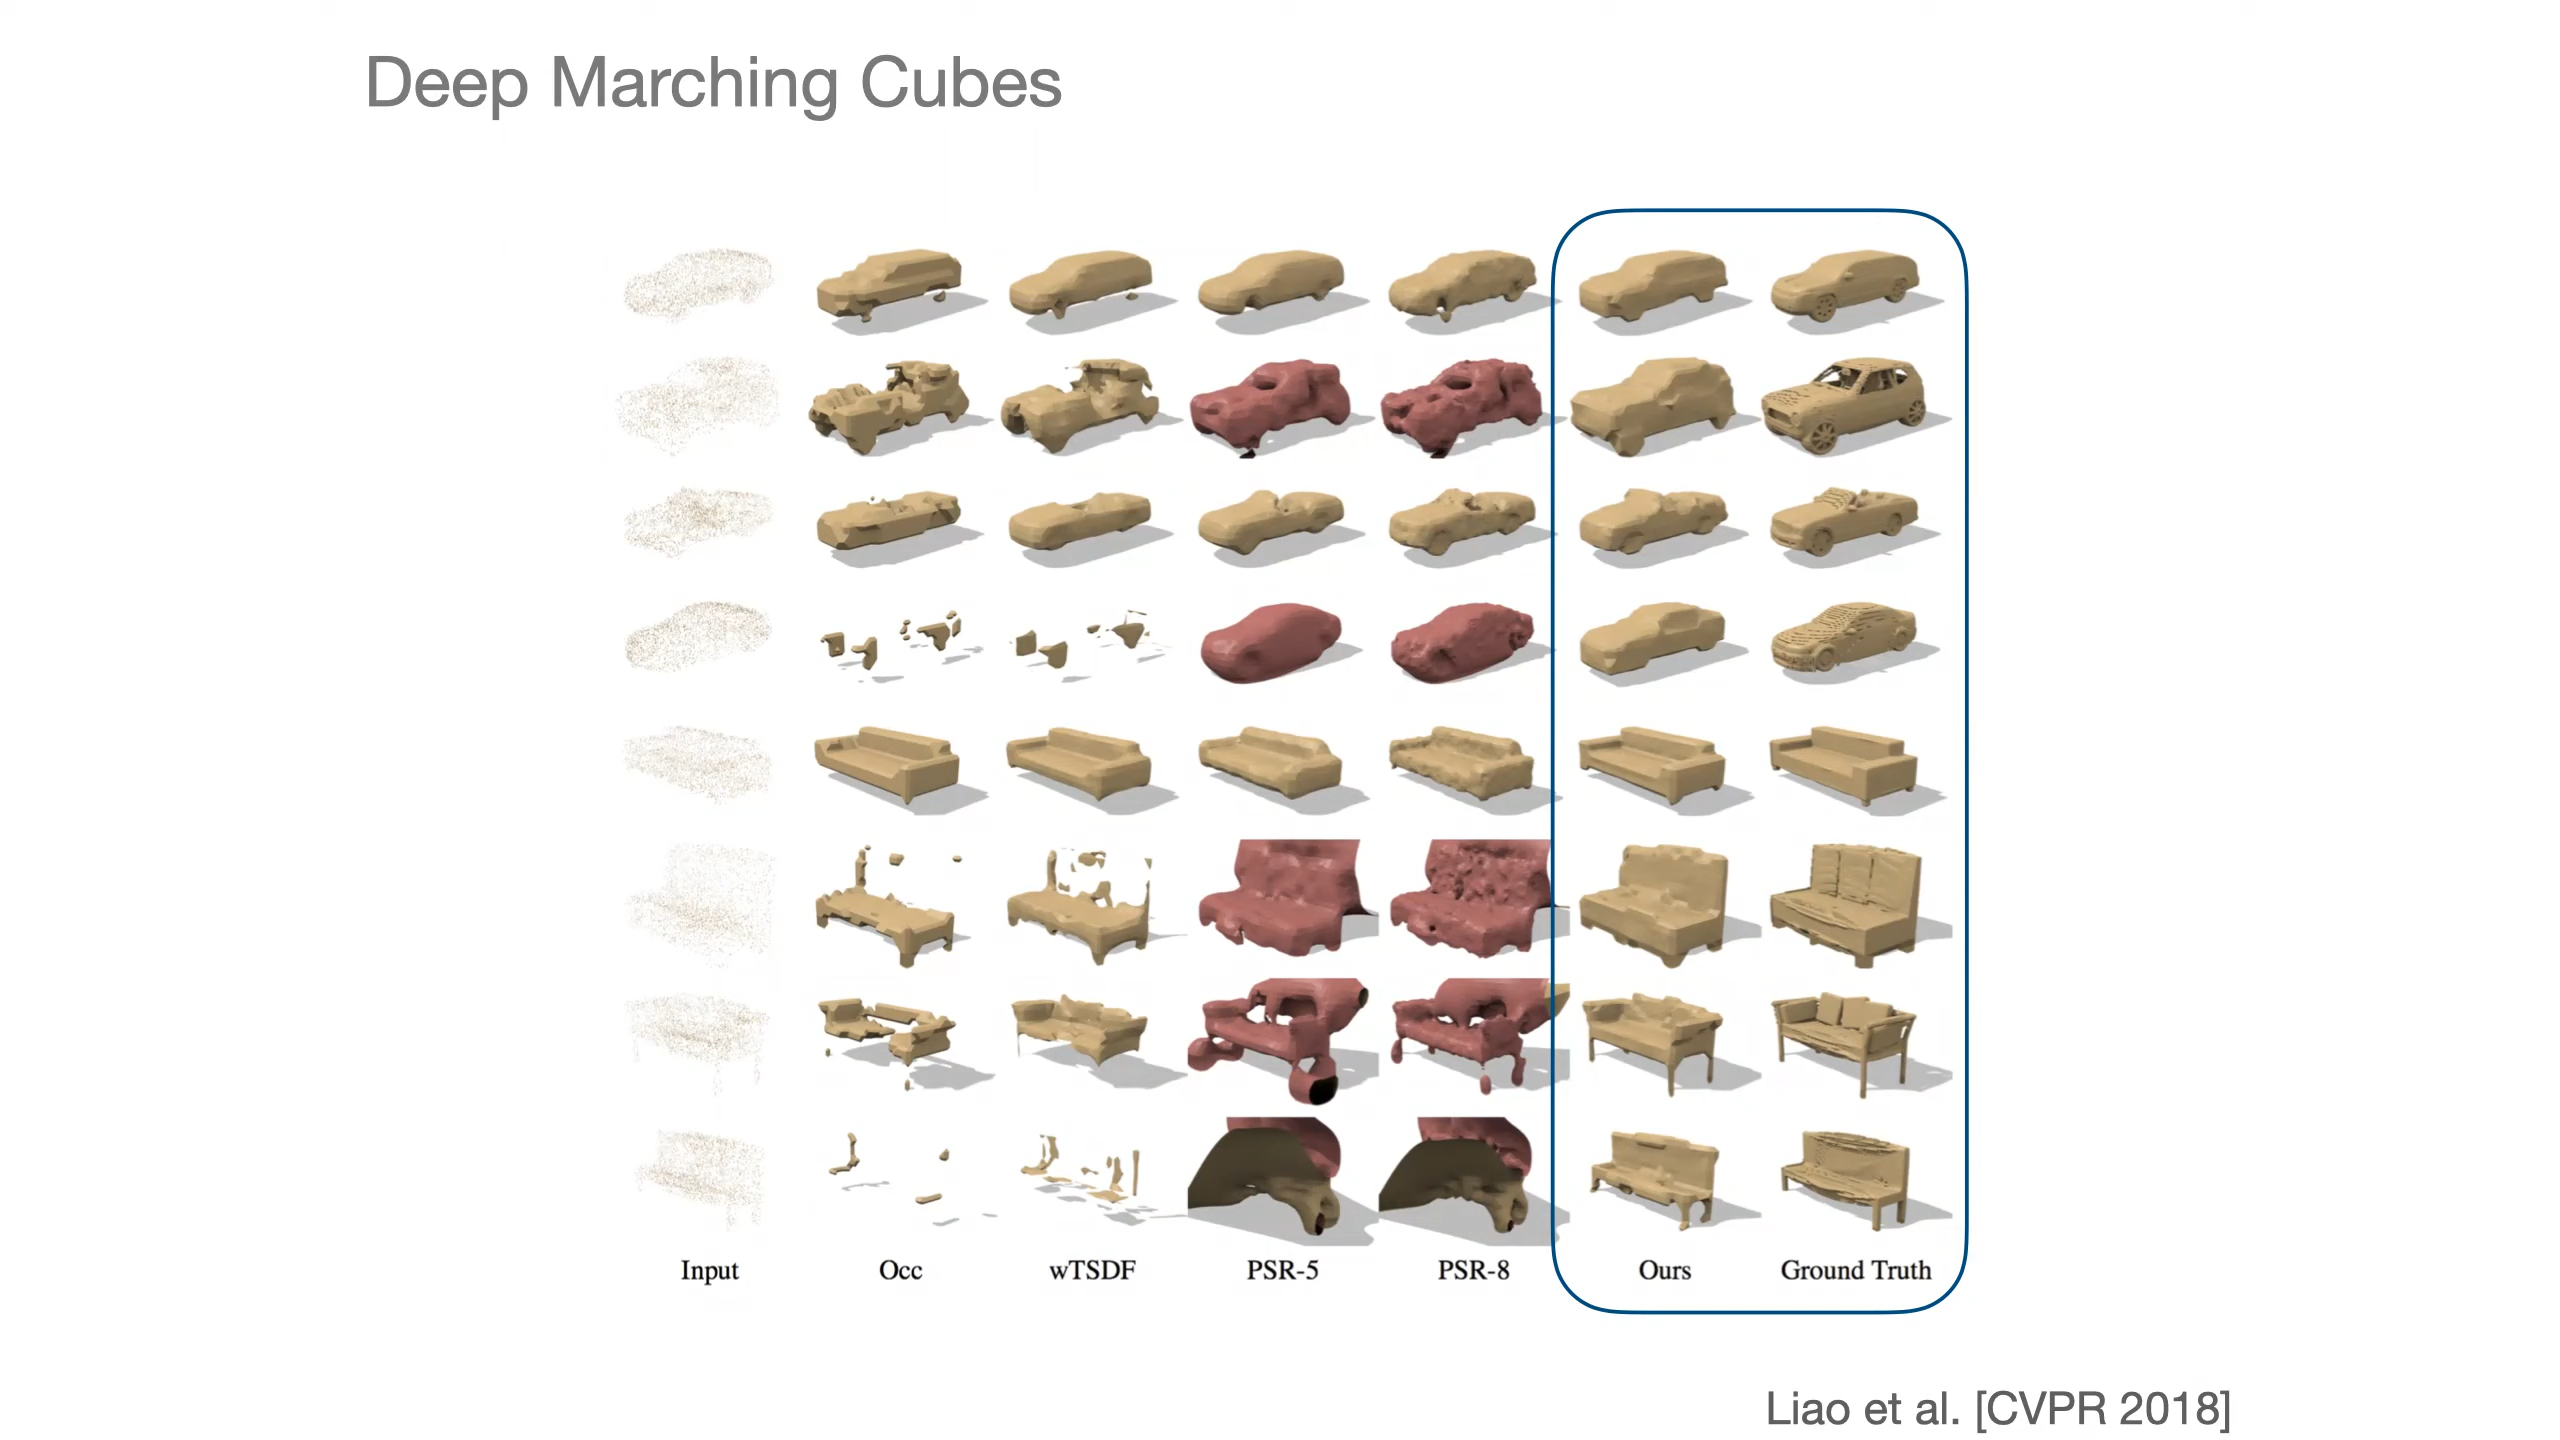 Deep Marching Cubes
Input Occ wTSDF PSR-5 PSR-8 Ours Ground Truth
Liao et al. [CVPR 2018]